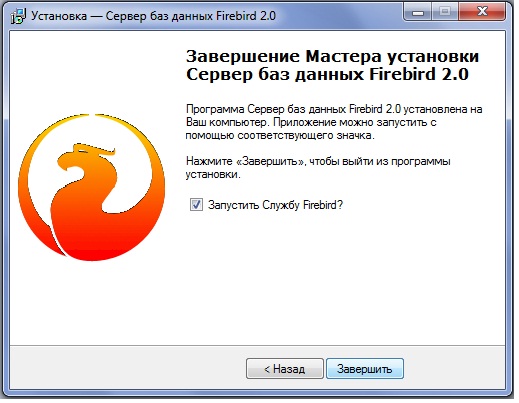 Установка — Сервер баз данных Firebird 2.0
Завершение Мастера установки
Сервер баз данных Firebird 2.0
Программа Сервер баз данных Firebird 2.0 установлена на
Ваш компьютер. Приложение можно запустить с
помощью соответствующего значка.
Нажмите «Завершить», чтобы выйти из программы
установки.
Запустить Службу Firebird?
< Назад
Завершить